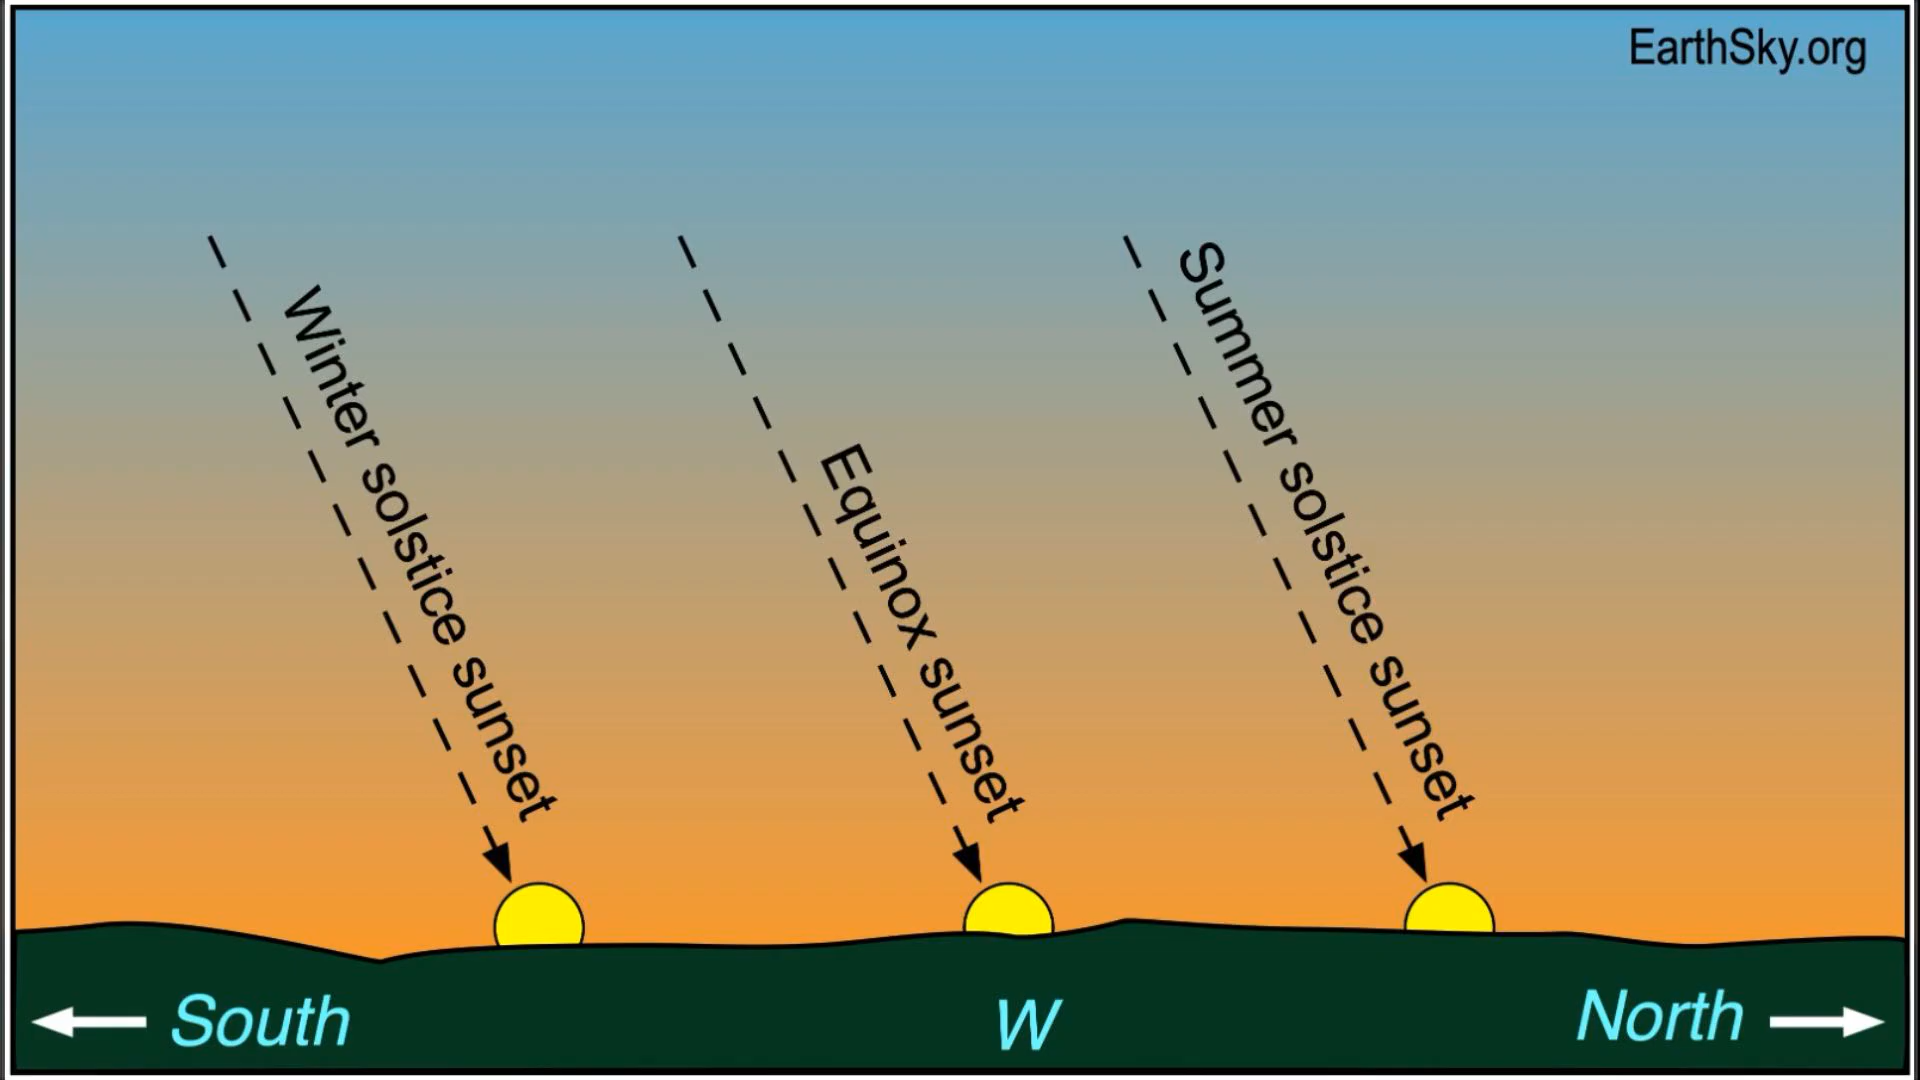 EarthSky.org
Winter solstice sunset
Equinox sunset
Summer solstice sunset
South
W
North